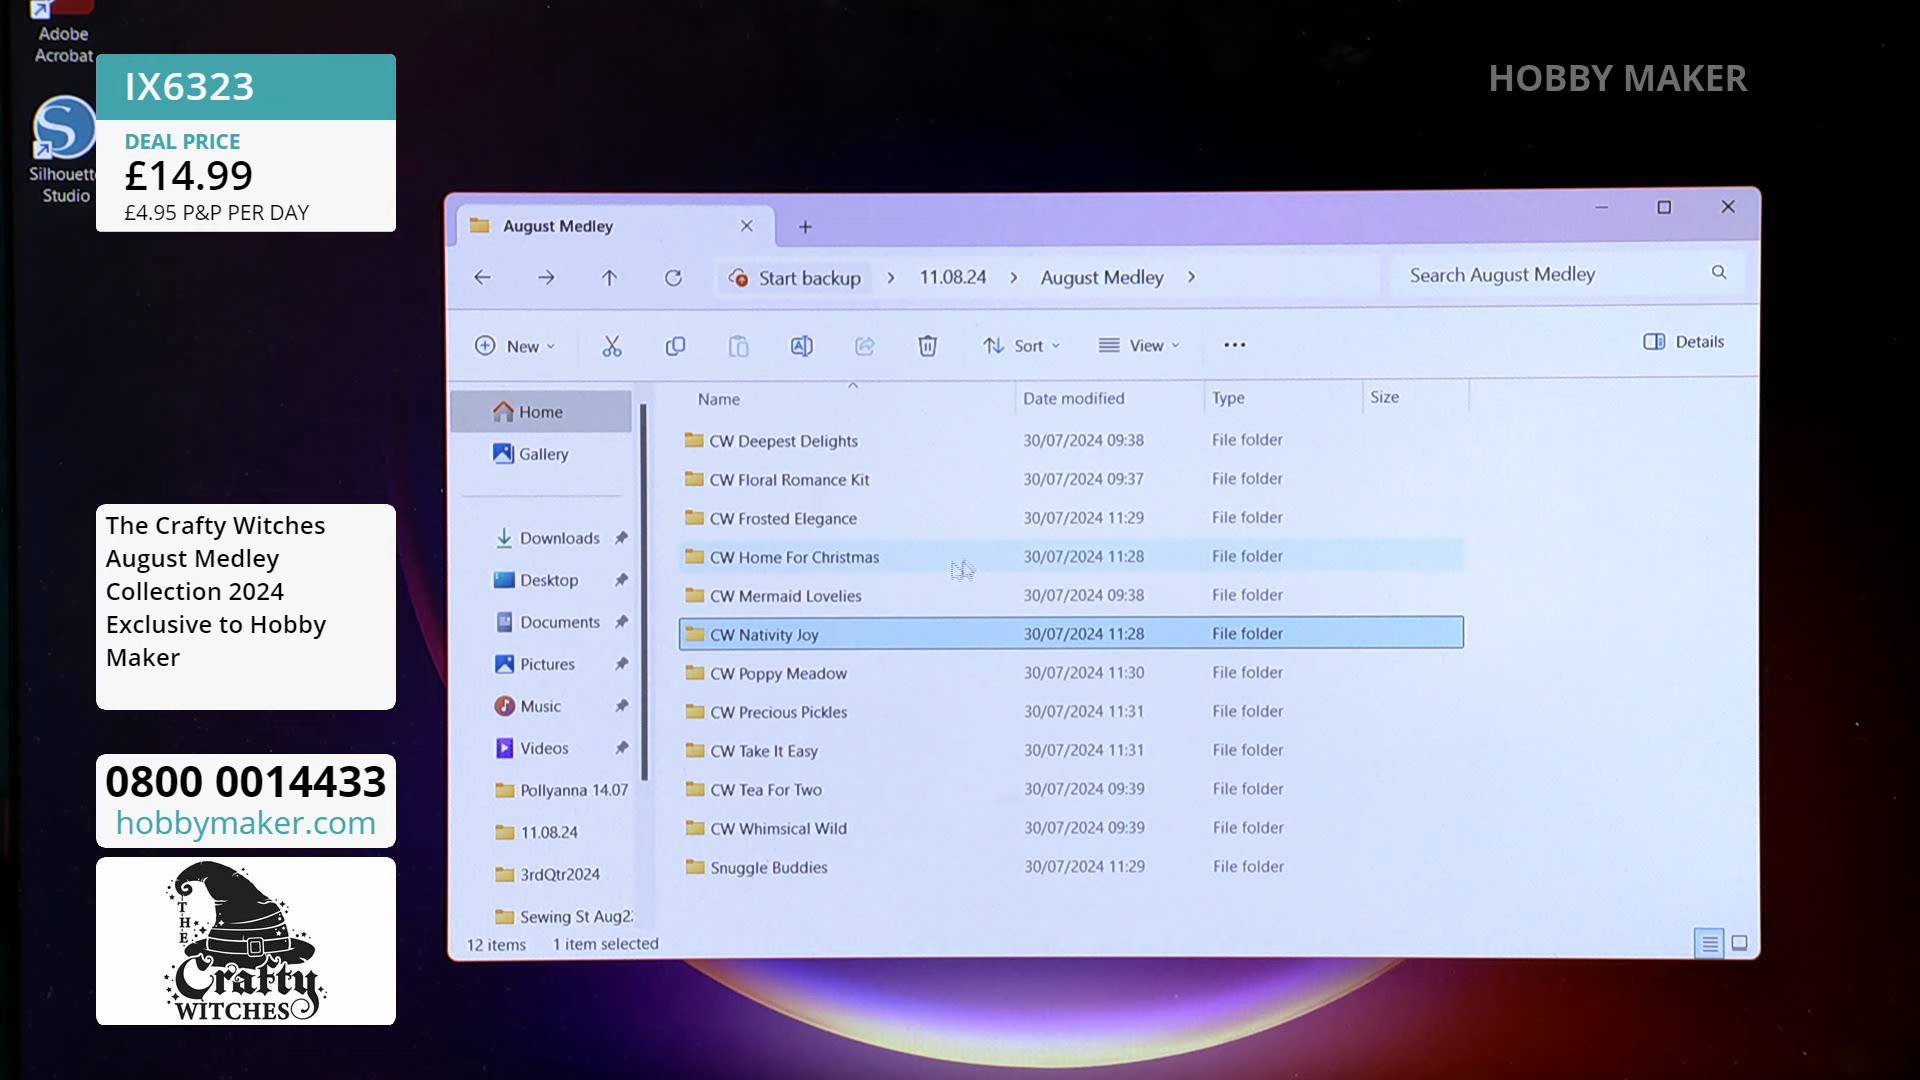 Adobe
Acrobat
Silhouett
Studio
IX6323
DEAL PRICE
£14.99
£4.95 P&P PER DAY
HOBBY MAKER
August Medley
Start backup
11.08.24
August Medley
Search August Medley
New
Sort
View
Details
Name
Date modified
Type
Size
Home
Gallery
Downloads
Desktop
Documents
Pictures
Music
Videos
Pollyanna 14.07
11.08.24
3rdQtr2024
Sewing St Aug2
CW Deepest Delights 30/07/2024 09:38 File folder
CW Floral Romance Kit 30/07/2024 09:37 File folder
CW Frosted Elegance 30/07/2024 11:29 File folder
CW Home For Christmas 30/07/2024 11:28 File folder
CW Mermaid Lovelies 30/07/2024 09:38 File folder
CW Nativity Joy 30/07/2024 11:28 File folder
CW Poppy Meadow 30/07/2024 11:30 File folder
CW Precious Pickles 30/07/2024 11:31 File folder
CW Take It Easy 30/07/2024 11:31 File folder
CW Tea For Two 30/07/2024 09:39 File folder
CW Whimsical Wild 30/07/2024 09:39 File folder
Snuggle Buddies 30/07/2024 11:29 File folder
12 items 1 item selected
The Crafty Witches
August Medley
Collection 2024
Exclusive to Hobby
Maker
0800 0014433
hobbymaker.com
THE
Crafty
WITCHES